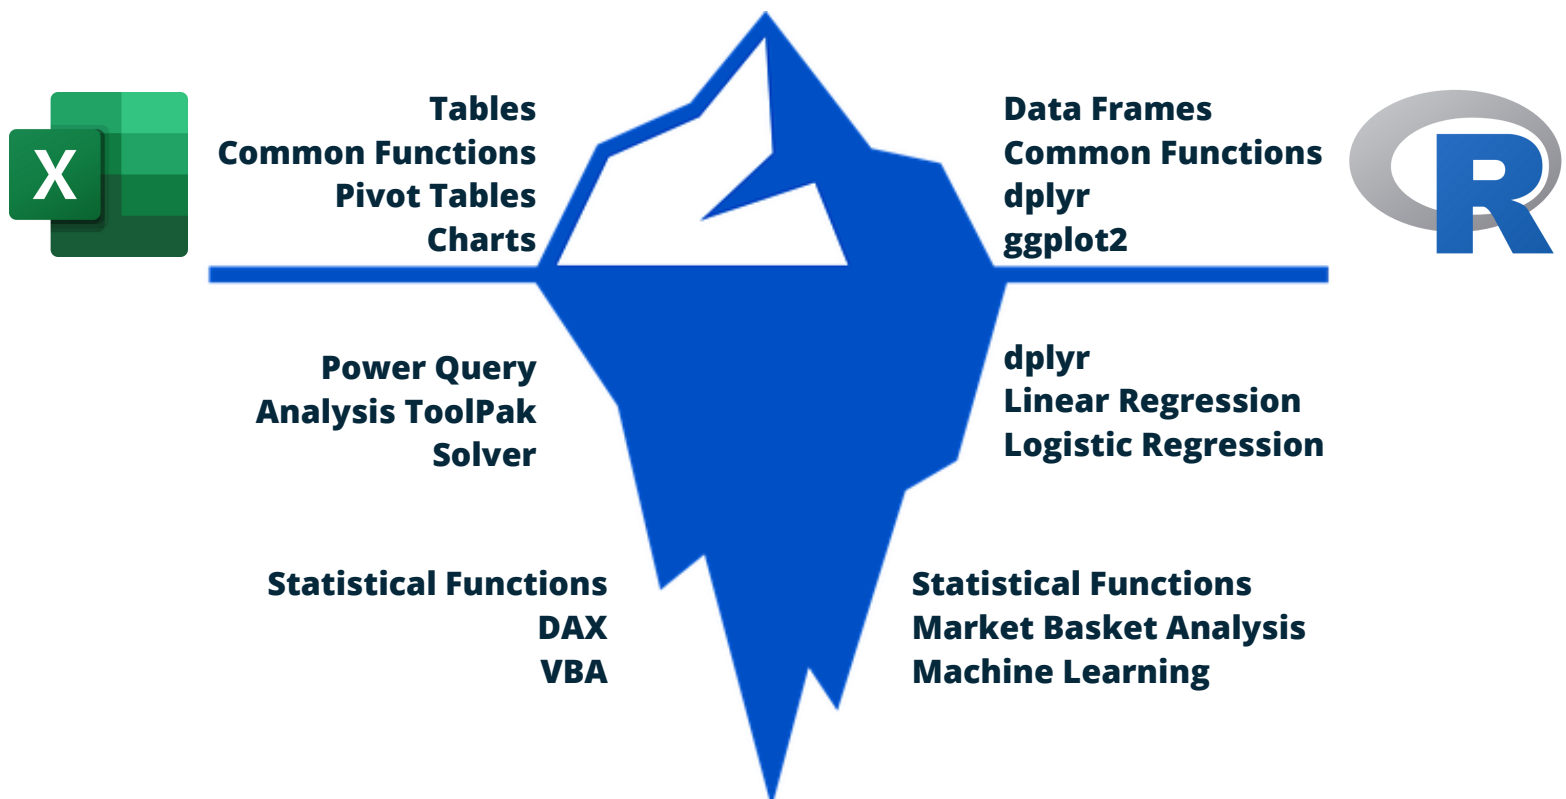 X
Tables
Common Functions
Pivot Tables
Charts
Data Frames
Common Functions
dplyr
ggplot2
R
Power Query
Analysis ToolPak
Solver
dplyr
Linear Regression
Logistic Regression
Statistical Functions
DAX
VBA
Statistical Functions
Market Basket Analysis
Machine Learning